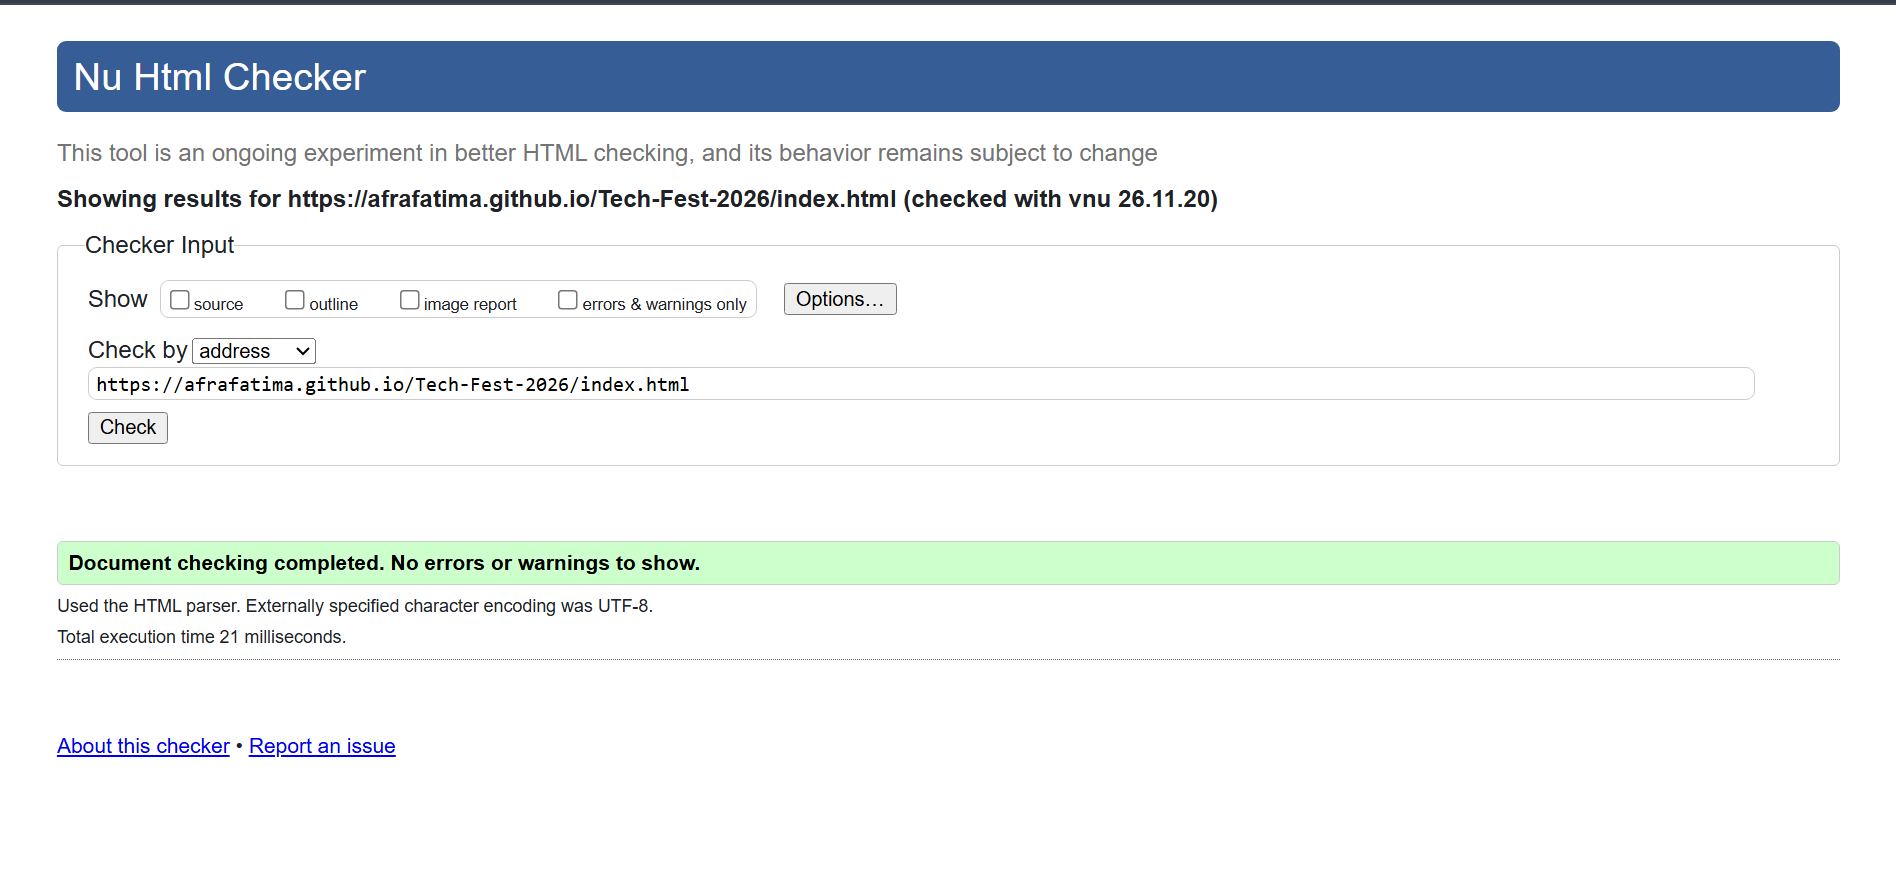 Nu Html Checker
This tool is an ongoing experiment in better HTML checking, and its behavior remains subject to change
Showing results for https://afrafatima.github.io/Tech-Fest-2026/index.html (checked with vnu 26.11.20)
Checker Input
Show source outline image report errors & warnings only Options…
Check by address
https://afrafatima.github.io/Tech-Fest-2026/index.html
Check
Document checking completed. No errors or warnings to show.
Used the HTML parser. Externally specified character encoding was UTF-8.
Total execution time 21 milliseconds.
About this checker • Report an issue